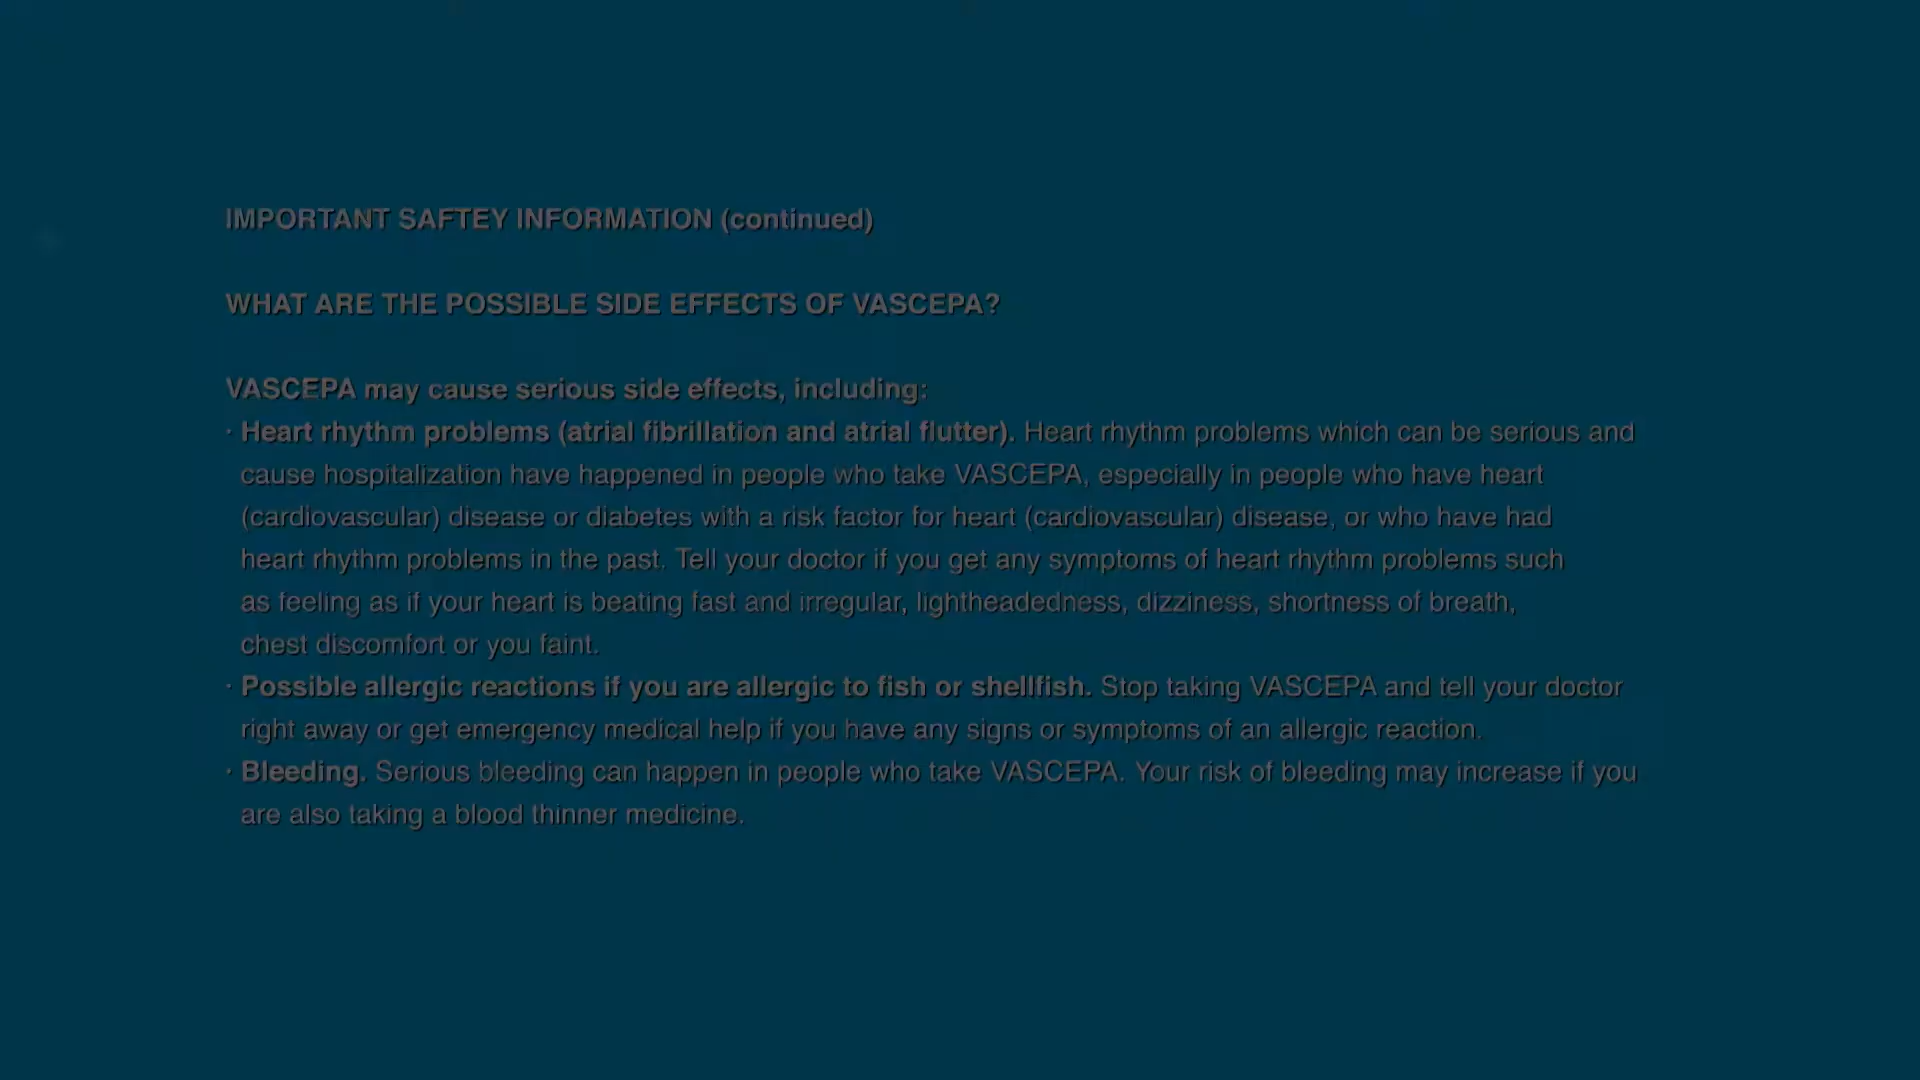 IMPORTANT SAFTEY INFORMATION (continued)
WHAT ARE THE POSSIBLE SIDE EFFECTS OF VASCEPA?
VASCEPA may cause serious side effects, including:
· Heart rhythm problems (atrial fibrillation and atrial flutter). Heart rhythm problems which can be serious and
cause hospitalization have happened in people who take VASCEPA, especially in people who have heart
(cardiovascular) disease or diabetes with a risk factor for heart (cardiovascular) disease, or who have had
heart rhythm problems in the past. Tell your doctor if you get any symptoms of heart rhythm problems such
as feeling as if your heart is beating fast and irregular, lightheadedness, dizziness, shortness of breath,
chest discomfort or you faint.
· Possible allergic reactions if you are allergic to fish or shellfish. Stop taking VASCEPA and tell your doctor
right away or get emergency medical help if you have any signs or symptoms of an allergic reaction.
· Bleeding. Serious bleeding can happen in people who take VASCEPA. Your risk of bleeding may increase if you
are also taking a blood thinner medicine.